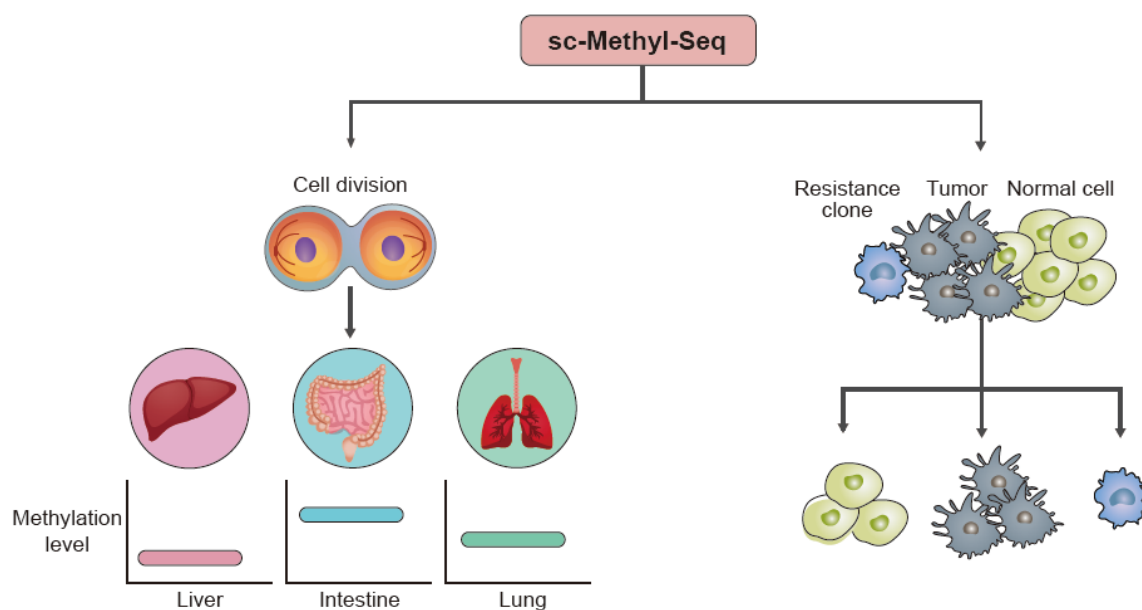 sc-Methyl-Seq
Cell division
Resistance
clone
Tumor
Normal cell
Methylation
level
Liver
Intestine
Lung